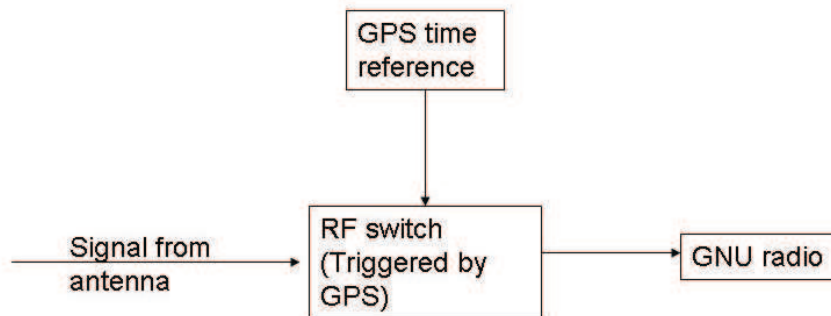 GPS time
reference
Signal from
antenna
RF switch
(Triggered by
GPS)
GNU radio